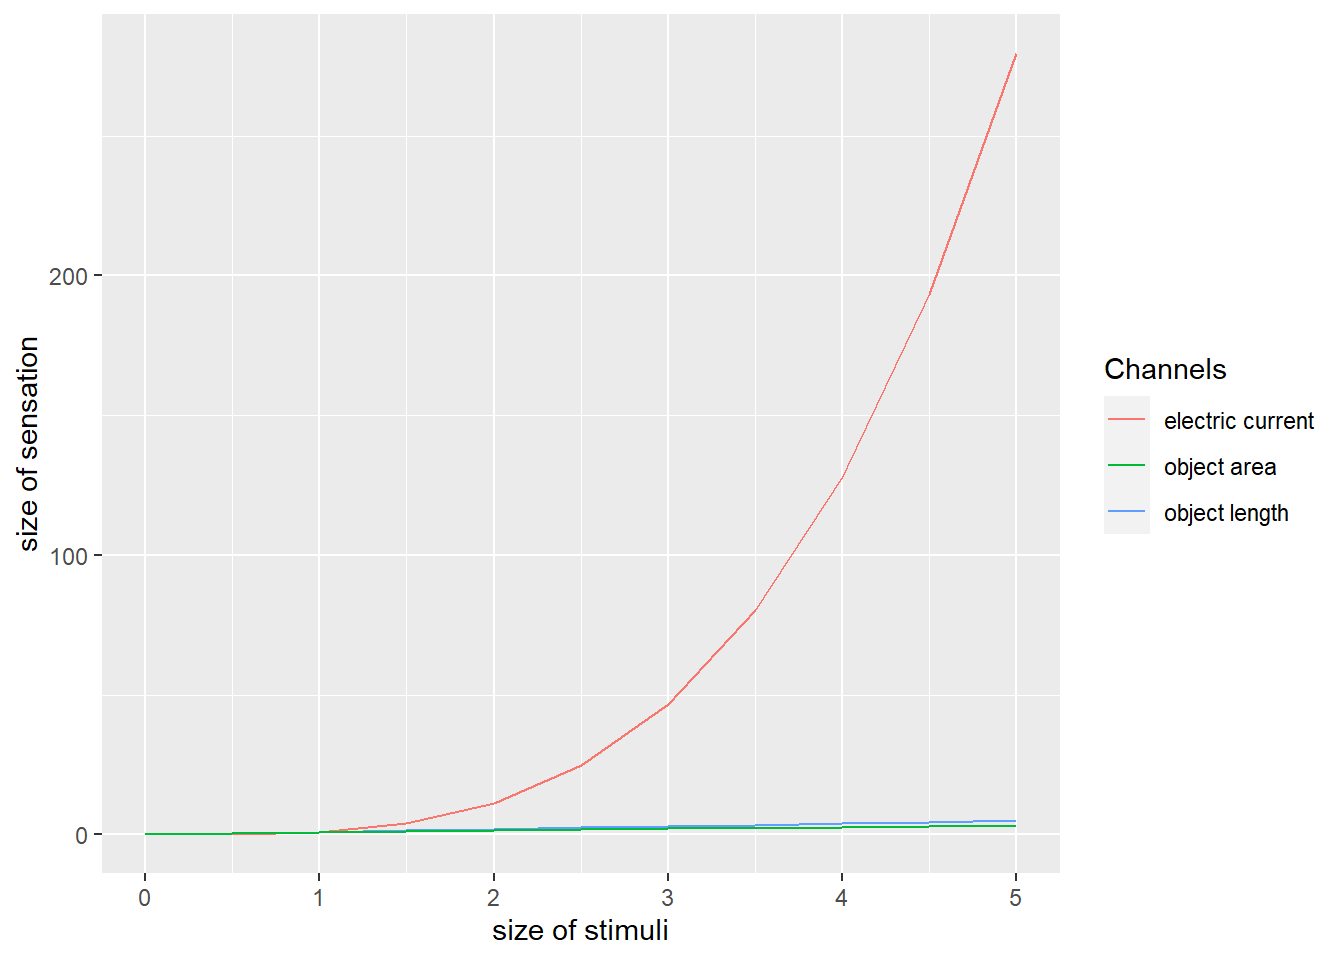 size of sensation
200
100
0
0 1 2 3 4 5
size of stimuli
Channels
electric current
object area
object length